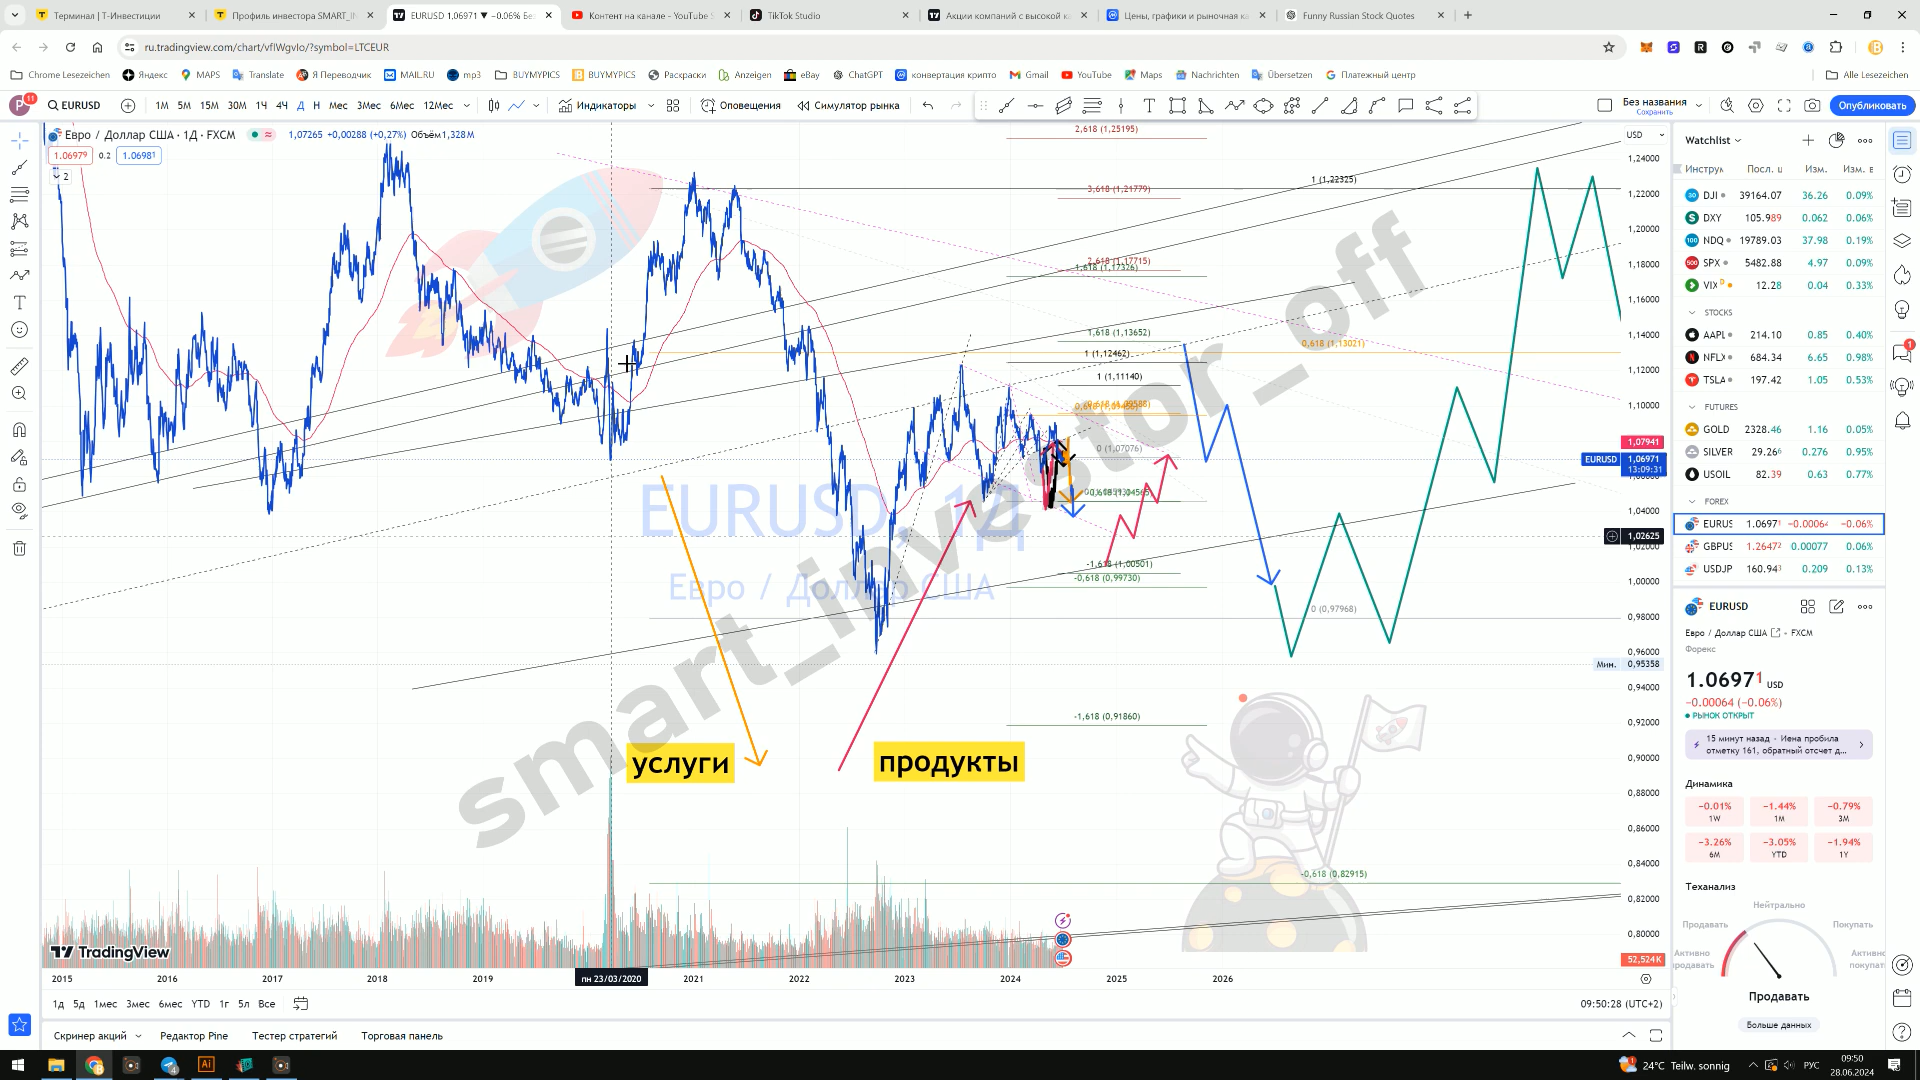 Терминал | Т-Инвестиции
Профиль инвестора SMART_IN
EURUSD 1,06971 ▼ −0.06% Без
Контент на канале - YouTube S
TikTok Studio
Акции компаний с высокой к
Цены, графики и рыночная к
Funny Russian Stock Quotes
ru.tradingview.com/chart/vfIWgvIo/?symbol=LTCEUR
Chrome Lesezeichen
Яндекс
MAPS
Translate
Я Переводчик
MAIL.RU
mp3
BUYMYPICS
BUYMYPICS
Раскраски
Anzeigen
eBay
ChatGPT
конвертация крипто
Gmail
YouTube
Maps
Nachrichten
Übersetzen
Платежный центр
Alle Lesezeichen
P 11
EURUSD
1М 5М 15М 30М 1Ч 4Ч Д Н Мес 3Мес 6Мес 12Мес
Индикаторы
Оповещения
Симулятор рынка
Без названия
Сохранить
Опубликовать
Евро / Доллар США · 1Д · FXCM
1,07265 +0,00288 (+0,27%) Объём 1,328 M
1.06979 0.2 1.06981
2
USD
1,24000
1,22000
1,20000
1,18000
1,16000
1,14000
1,12000
1,10000
1,07941
EURUSD 1,06971
13:09:31
1,04000
1,02625
1,02000
1,00000
0,98000
0,96000
Мин. 0,95358
0,94000
0,92000
0,90000
0,88000
0,86000
0,84000
0,82000
0,80000
52,524 K
2,618 (1,25195)
1 (1,22325)
3,618 (1,21779)
2,618 (1,17715)
1,618 (1,17326)
1,618 (1,13652)
0,618 (1,13021)
1 (1,12462)
1 (1,11140)
0 (1,07076)
-1,618 (1,00501)
-0,618 (0,99730)
0 (0,97968)
-1,618 (0,91860)
-0,618 (0,82915)
EURUSD, 1Д
Евро / Доллар США
smart_investor_off
услуги
продукты
TradingView
2015 2016 2017 2018 2019 пн 23/03/2020 2021 2022 2023 2024 2025 2026
1д 5д 1мес 3мес 6мес YTD 1г 5л Все
09:50:28 (UTC+2)
Скринер акций
Редактор Pine
Тестер стратегий
Торговая панель
Watchlist
Инструм Посл. ц Изм. Изм. в
DJI 39164.07 36.26 0.09%
DXY 105.989 0.062 0.06%
NDQ 19789.03 37.98 0.19%
SPX 5482.88 4.97 0.09%
VIX D 12.28 0.04 0.33%
STOCKS
AAPL 214.10 0.85 0.40%
NFLX 684.34 6.65 0.98%
TSLA 197.42 1.05 0.53%
FUTURES
GOLD 2328.46 1.16 0.05%
SILVER 29.266 0.276 0.95%
USOIL 82.39 0.63 0.77%
FOREX
EURUS 1.06971 −0.00064 −0.06%
GBPUS 1.26472 0.00077 0.06%
USDJP 160.943 0.209 0.13%
EURUSD
Евро / Доллар США • FXCM
Форекс
1.06971 USD
−0.00064 (−0.06%)
РЫНОК ОТКРЫТ
15 минут назад · Иена пробила
отметку 161, обратный отсчет д...
Динамика
−0.01% 1W
−1.44% 1M
−0.79% 3M
−3.26% 6M
−3.05% YTD
−1.94% 1Y
Теханализ
Нейтрально
Продавать
Покупать
Активно
продавать
Активно
покупать
Продавать
Больше данных
24°C Teilw. sonnig
РУС
09:50
28.06.2024